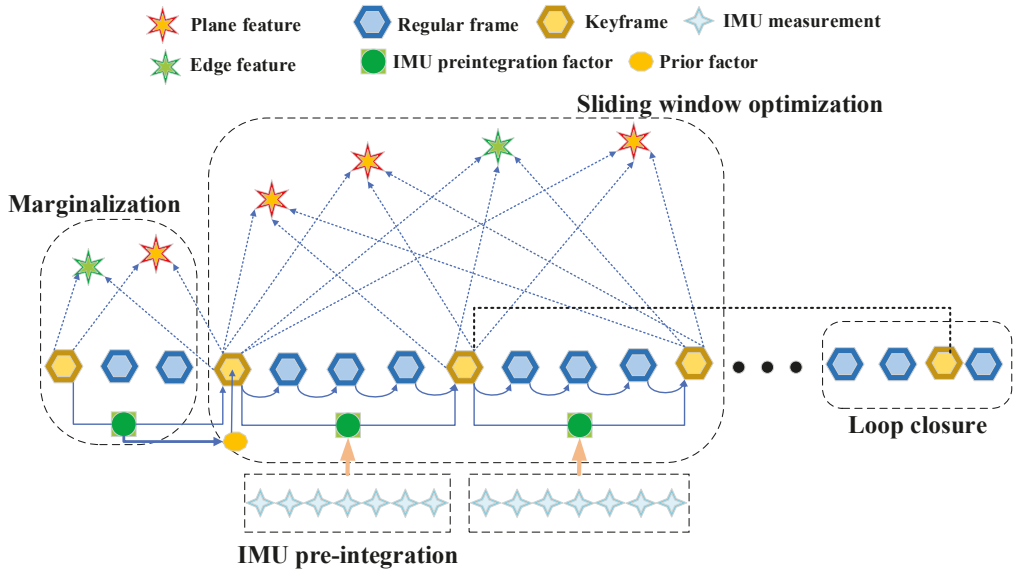 Plane feature Regular frame Keyframe IMU measurement
Edge feature IMU preintegration factor Prior factor
Sliding window optimization
Marginalization
Loop closure
IMU pre-integration